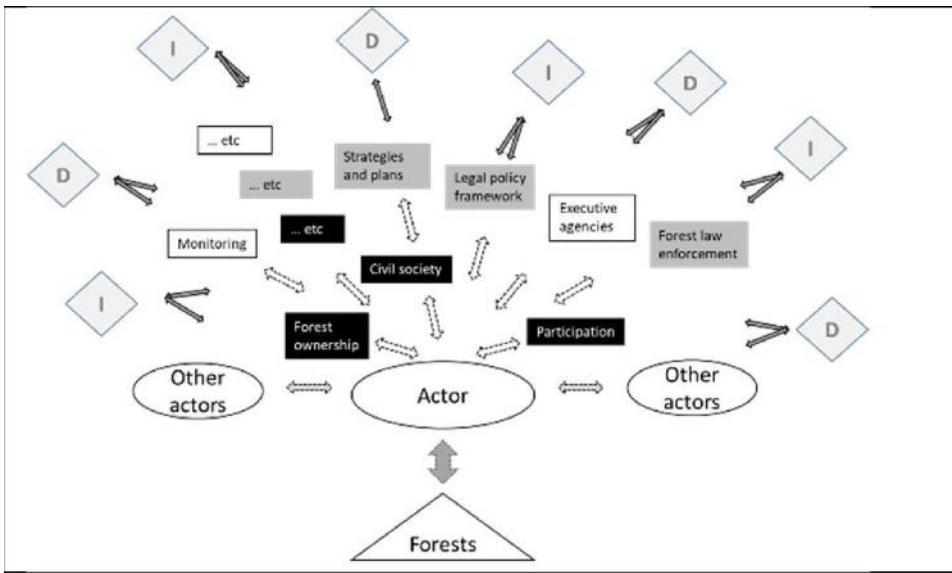 I
D
I
D
I
D
I
D
... etc
... etc
... etc
Strategies
and plans
Legal policy
framework
Executive
agencies
Forest law
enforcement
Monitoring
Civil society
Forest
ownership
Participation
Other
actors
Actor
Other
actors
Forests